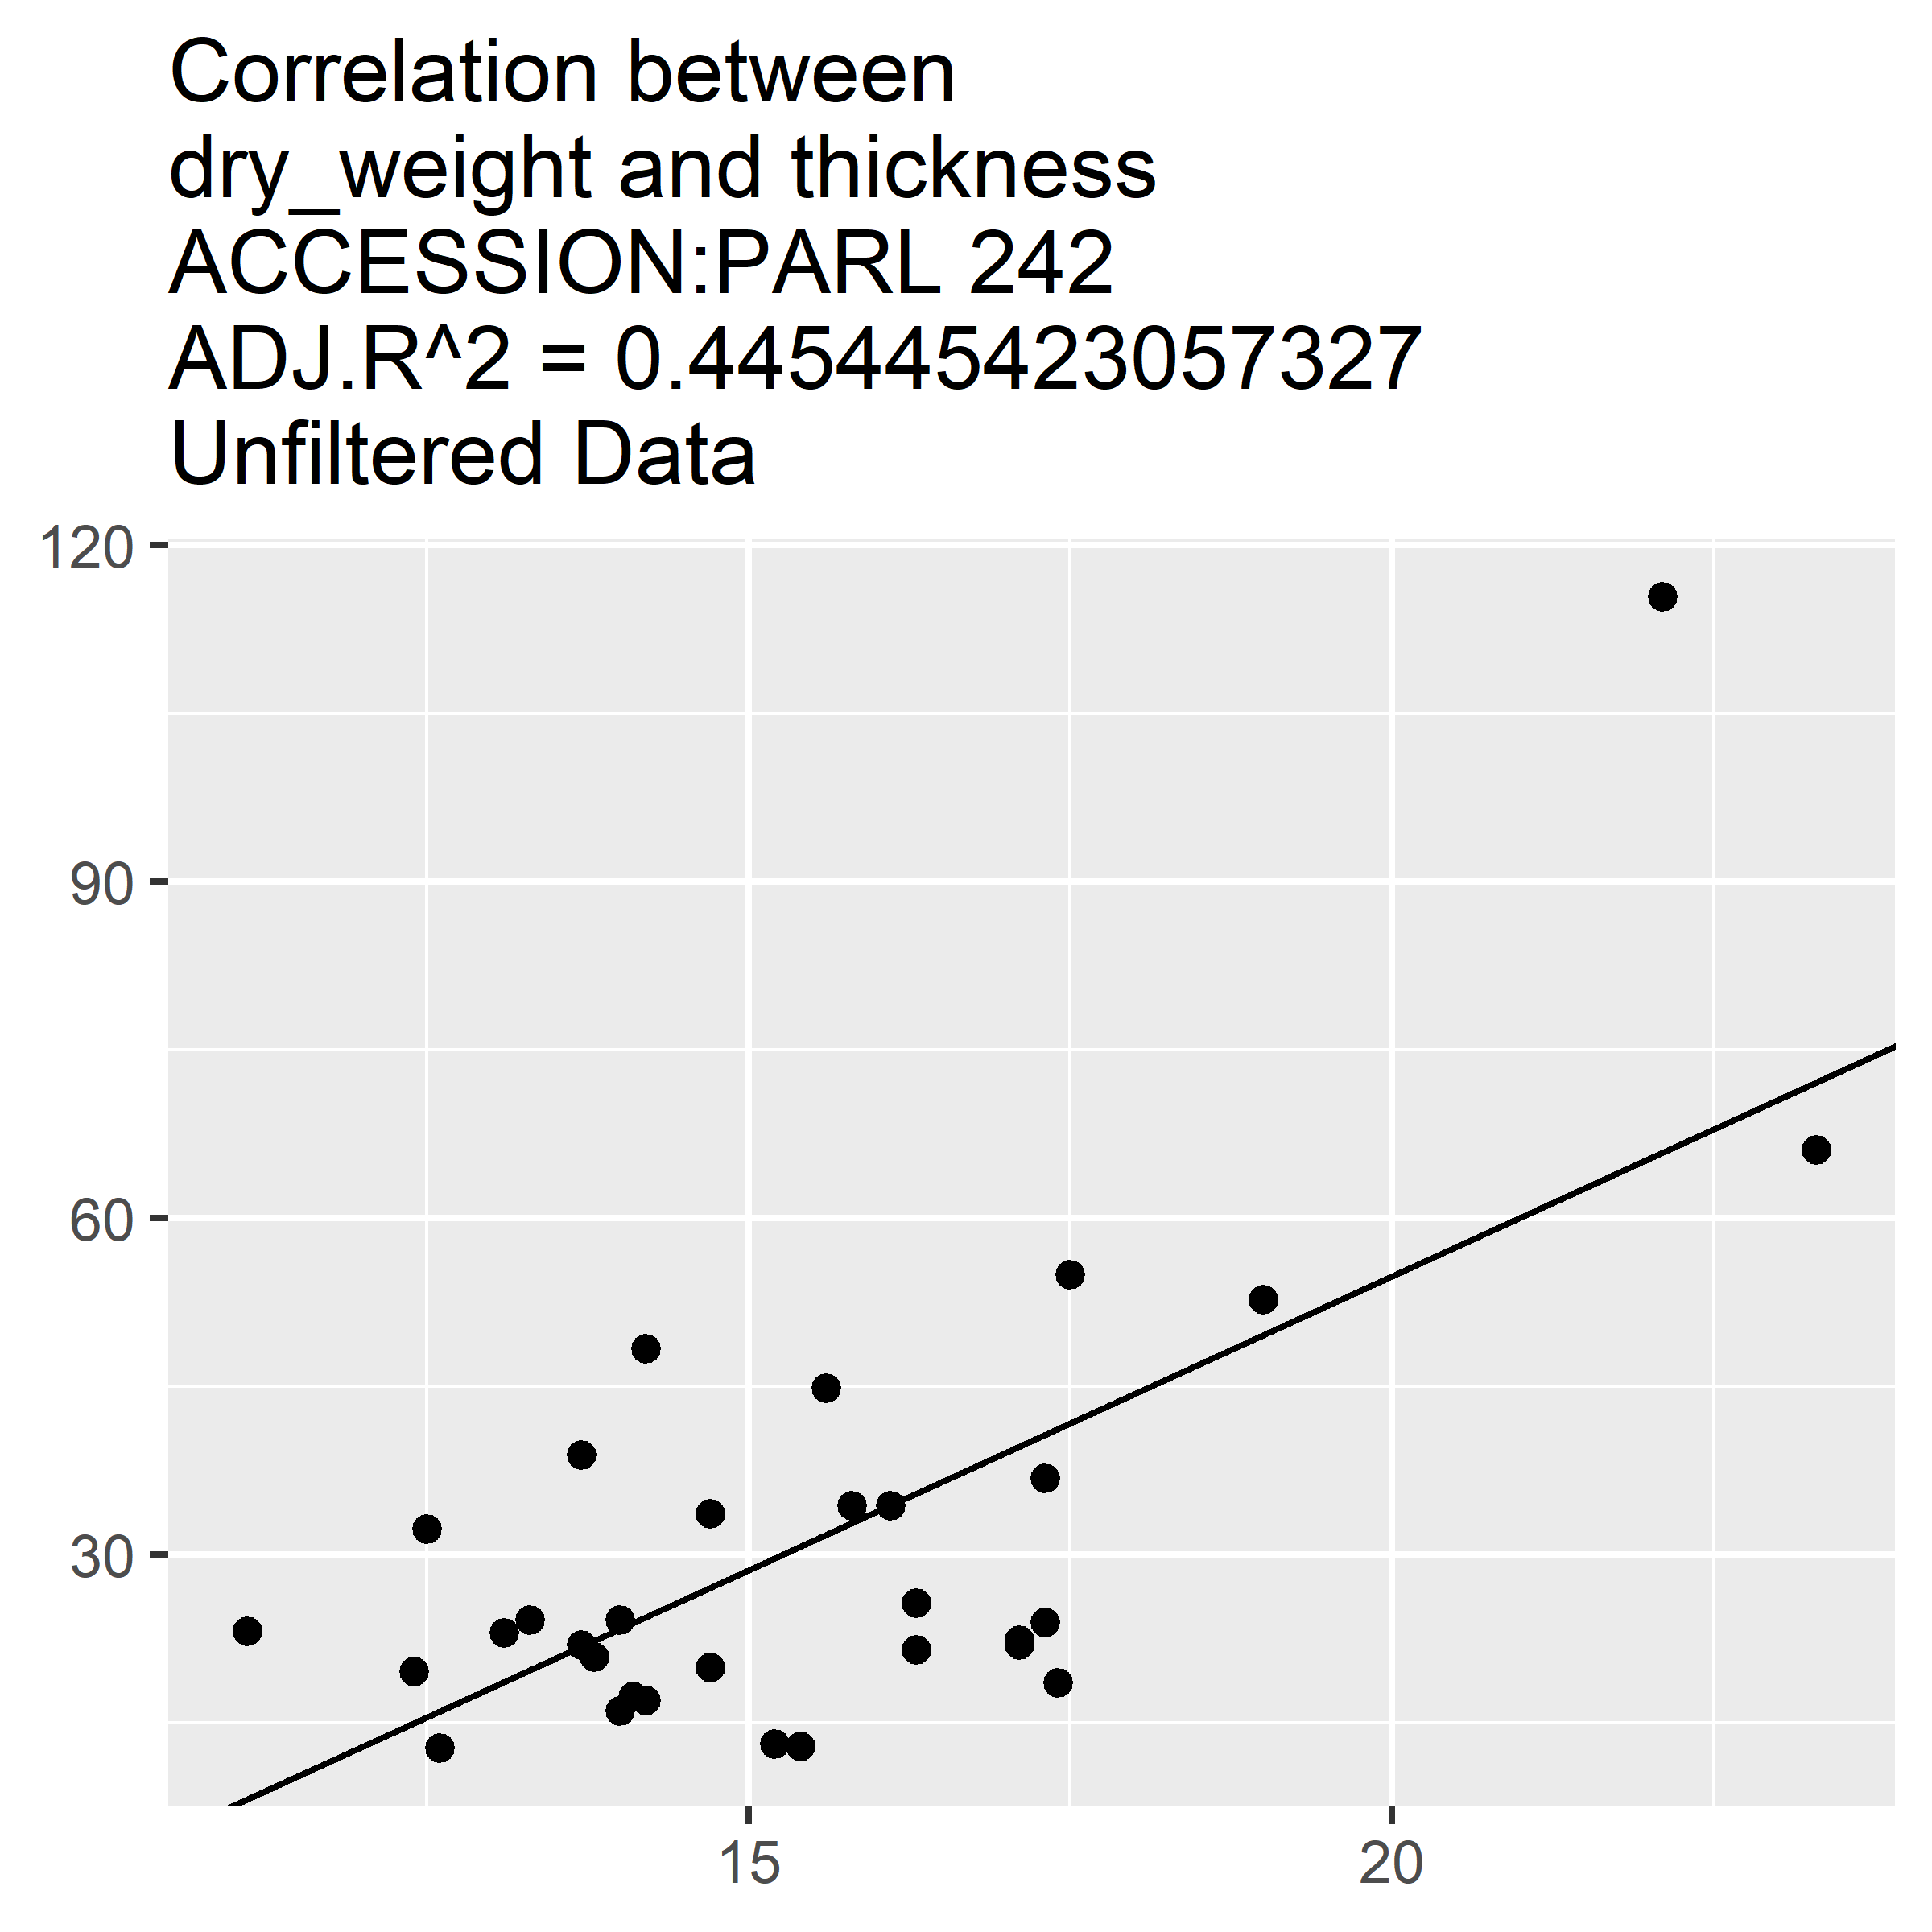 Correlation between
dry_weight and thickness
ACCESSION:PARL 242
ADJ.R^2 = 0.445445423057327
Unfiltered Data
120
90
60
30
15
20